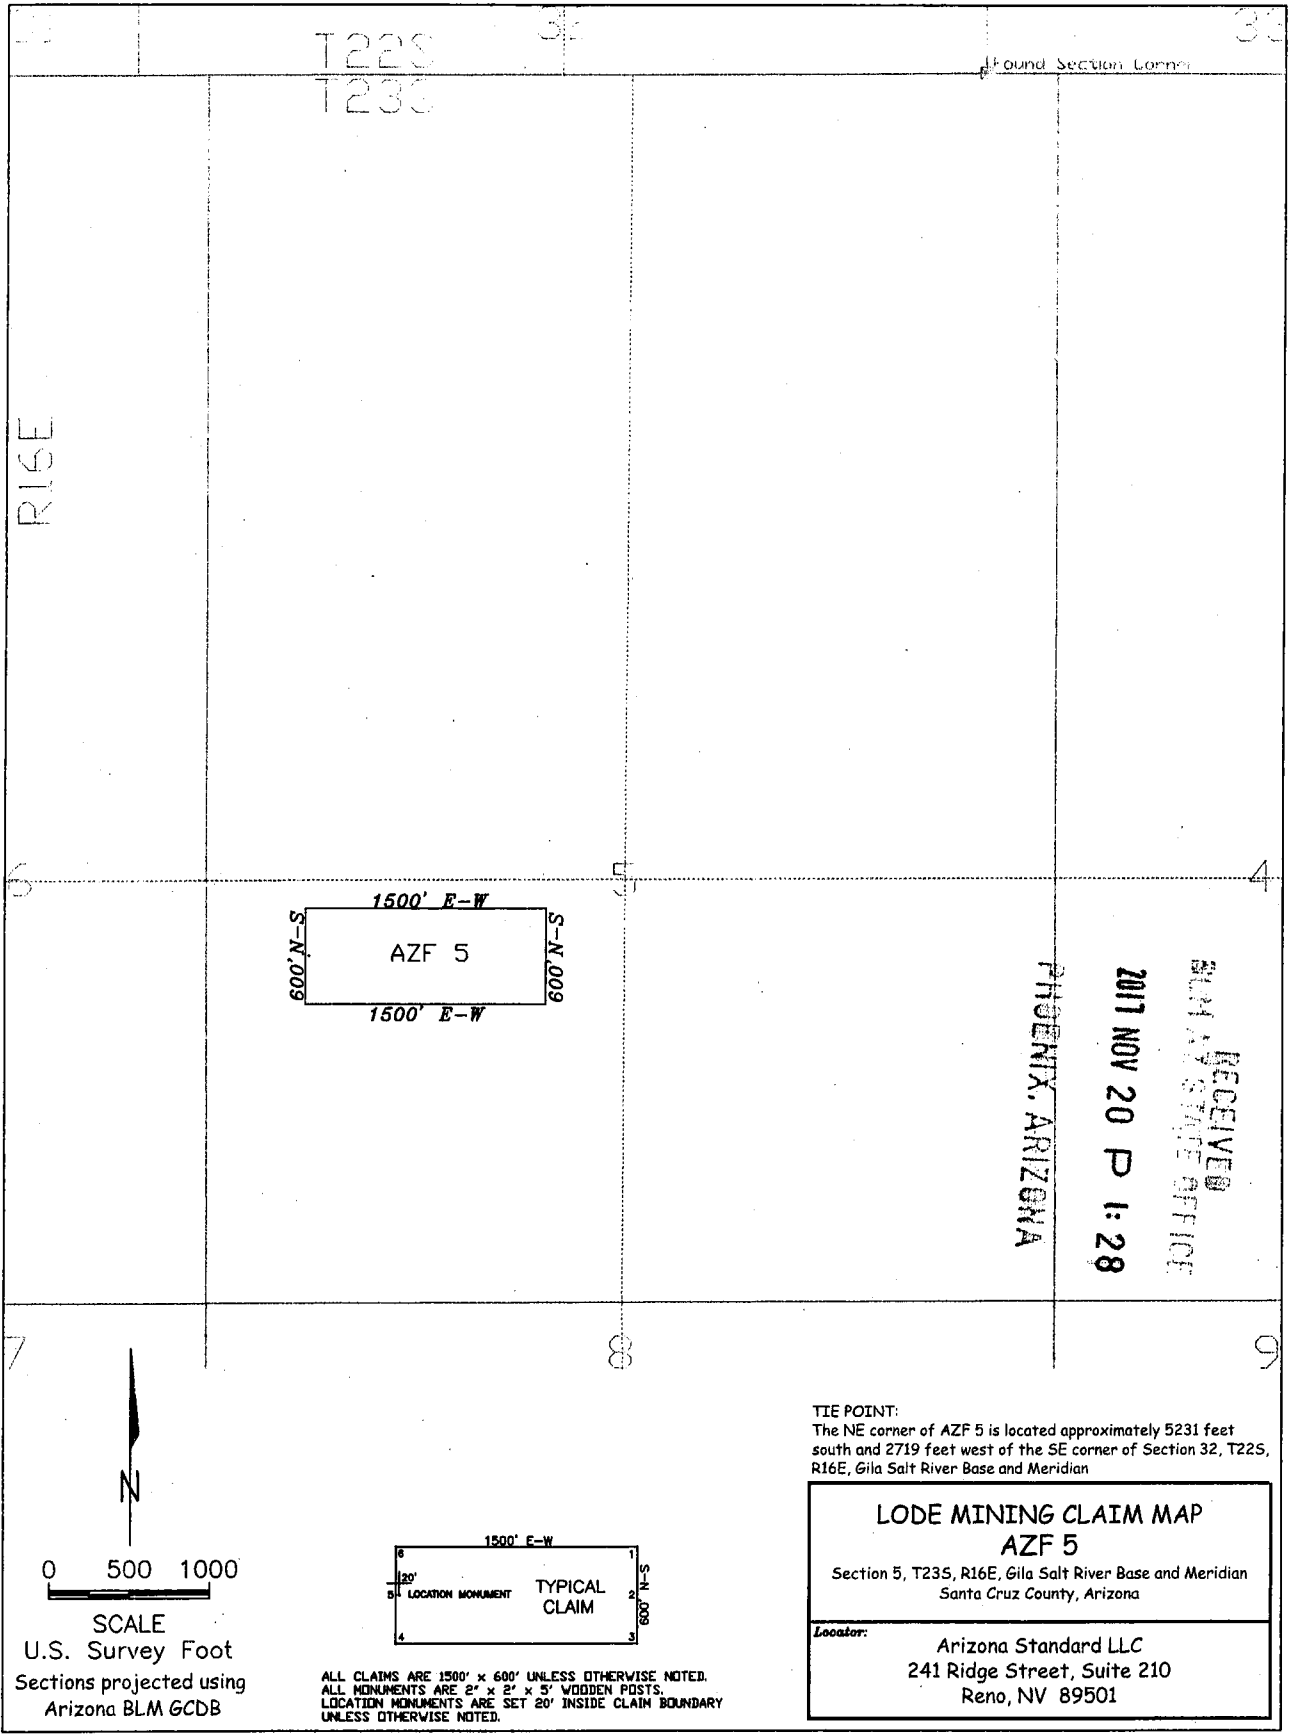 33
T22S
T23S
Found Section Corner
R16E
6
5
4
1500' E-W
600' N-S
AZF 5
600' N-S
1500' E-W
RECEIVED
BLM AZ STATE OFFICE
2017 NOV 20 P 1:28
PHOENIX, ARIZONA
7
8
9
N
0 500 1000
SCALE
U.S. Survey Foot
Sections projected using
Arizona BLM GCDB
1500' E-W
6
1
20'
5
LOCATION MONUMENT
TYPICAL
CLAIM
2
600' N-S
4
3
ALL CLAIMS ARE 1500' x 600' UNLESS OTHERWISE NOTED.
ALL MONUMENTS ARE 2" x 2" x 5' WOODEN POSTS.
LOCATION MONUMENTS ARE SET 20' INSIDE CLAIM BOUNDARY
UNLESS OTHERWISE NOTED.
TIE POINT:
The NE corner of AZF 5 is located approximately 5231 feet
south and 2719 feet west of the SE corner of Section 32, T22S,
R16E, Gila Salt River Base and Meridian
LODE MINING CLAIM MAP
AZF 5
Section 5, T23S, R16E, Gila Salt River Base and Meridian
Santa Cruz County, Arizona
Locator:
Arizona Standard LLC
241 Ridge Street, Suite 210
Reno, NV 89501